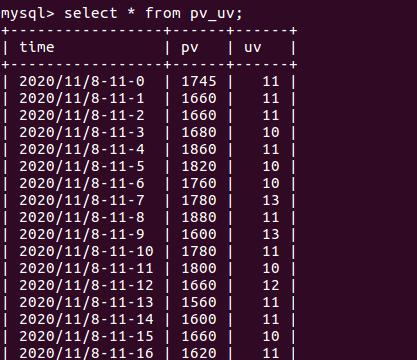 mysql> select * from pv_uv;
+-----------------+------+------+
| time            | pv   | uv   |
+-----------------+------+------+
| 2020/11/8-11-0  | 1745 |   11 |
| 2020/11/8-11-1  | 1660 |   11 |
| 2020/11/8-11-2  | 1660 |   11 |
| 2020/11/8-11-3  | 1680 |   10 |
| 2020/11/8-11-4  | 1860 |   11 |
| 2020/11/8-11-5  | 1820 |   10 |
| 2020/11/8-11-6  | 1760 |   10 |
| 2020/11/8-11-7  | 1780 |   13 |
| 2020/11/8-11-8  | 1880 |   11 |
| 2020/11/8-11-9  | 1600 |   13 |
| 2020/11/8-11-10 | 1780 |   11 |
| 2020/11/8-11-11 | 1800 |   10 |
| 2020/11/8-11-12 | 1660 |   12 |
| 2020/11/8-11-13 | 1560 |   11 |
| 2020/11/8-11-14 | 1600 |   11 |
| 2020/11/8-11-15 | 1660 |   10 |
| 2020/11/8-11-16 | 1620 |   11 |